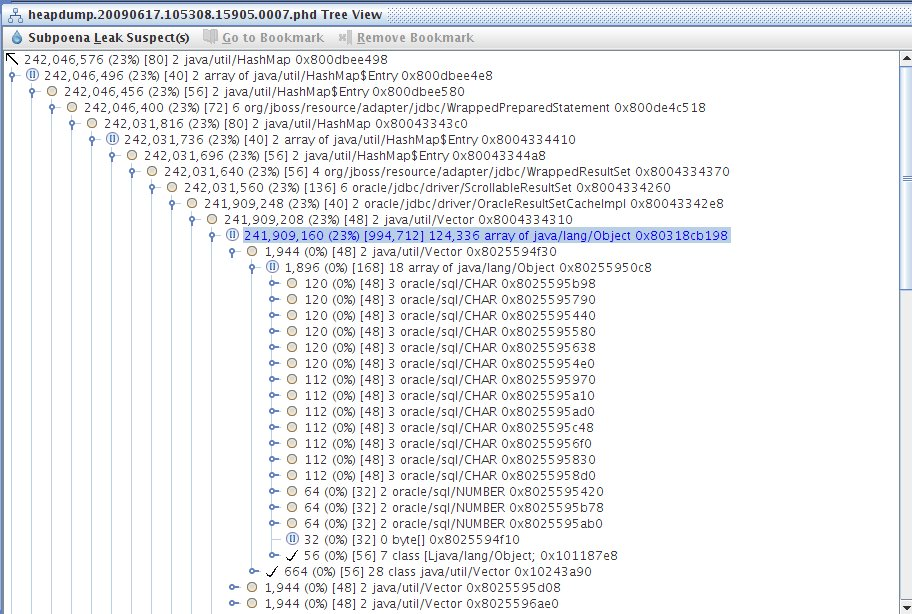 heapdump.20090617.105308.15905.0007.phd Tree View
Subpoena Leak Suspect(s) Go to Bookmark Remove Bookmark
242,046,576 (23%) [80] 2 java/util/HashMap 0x800dbee498
242,046,496 (23%) [40] 2 array of java/util/HashMap$Entry 0x800dbee4e8
242,046,456 (23%) [56] 2 java/util/HashMap$Entry 0x800dbee580
242,046,400 (23%) [72] 6 org/jboss/resource/adapter/jdbc/WrappedPreparedStatement 0x800de4c518
242,031,816 (23%) [80] 2 java/util/HashMap 0x80043343c0
242,031,736 (23%) [40] 2 array of java/util/HashMap$Entry 0x8004334410
242,031,696 (23%) [56] 2 java/util/HashMap$Entry 0x80043344a8
242,031,640 (23%) [56] 4 org/jboss/resource/adapter/jdbc/WrappedResultSet 0x8004334370
242,031,560 (23%) [136] 6 oracle/jdbc/driver/ScrollableResultSet 0x8004334260
241,909,248 (23%) [40] 2 oracle/jdbc/driver/OracleResultSetCacheImpl 0x80043342e8
241,909,208 (23%) [48] 2 java/util/Vector 0x8004334310
241,909,160 (23%) [994,712] 124,336 array of java/lang/Object 0x80318cb198
1,944 (0%) [48] 2 java/util/Vector 0x8025594f30
1,896 (0%) [168] 18 array of java/lang/Object 0x80255950c8
120 (0%) [48] 3 oracle/sql/CHAR 0x8025595b98
120 (0%) [48] 3 oracle/sql/CHAR 0x8025595790
120 (0%) [48] 3 oracle/sql/CHAR 0x8025595440
120 (0%) [48] 3 oracle/sql/CHAR 0x8025595580
120 (0%) [48] 3 oracle/sql/CHAR 0x8025595638
120 (0%) [48] 3 oracle/sql/CHAR 0x80255954e0
112 (0%) [48] 3 oracle/sql/CHAR 0x8025595970
112 (0%) [48] 3 oracle/sql/CHAR 0x8025595a10
112 (0%) [48] 3 oracle/sql/CHAR 0x8025595ad0
112 (0%) [48] 3 oracle/sql/CHAR 0x8025595c48
112 (0%) [48] 3 oracle/sql/CHAR 0x80255956f0
112 (0%) [48] 3 oracle/sql/CHAR 0x8025595830
112 (0%) [48] 3 oracle/sql/CHAR 0x80255958d0
64 (0%) [32] 2 oracle/sql/NUMBER 0x8025595420
64 (0%) [32] 2 oracle/sql/NUMBER 0x8025595b78
64 (0%) [32] 2 oracle/sql/NUMBER 0x8025595ab0
32 (0%) [32] 0 byte[] 0x8025594f10
56 (0%) [56] 7 class [Ljava/lang/Object; 0x101187e8
664 (0%) [56] 28 class java/util/Vector 0x10243a90
1,944 (0%) [48] 2 java/util/Vector 0x8025595d08
1,944 (0%) [48] 2 java/util/Vector 0x8025596ae0